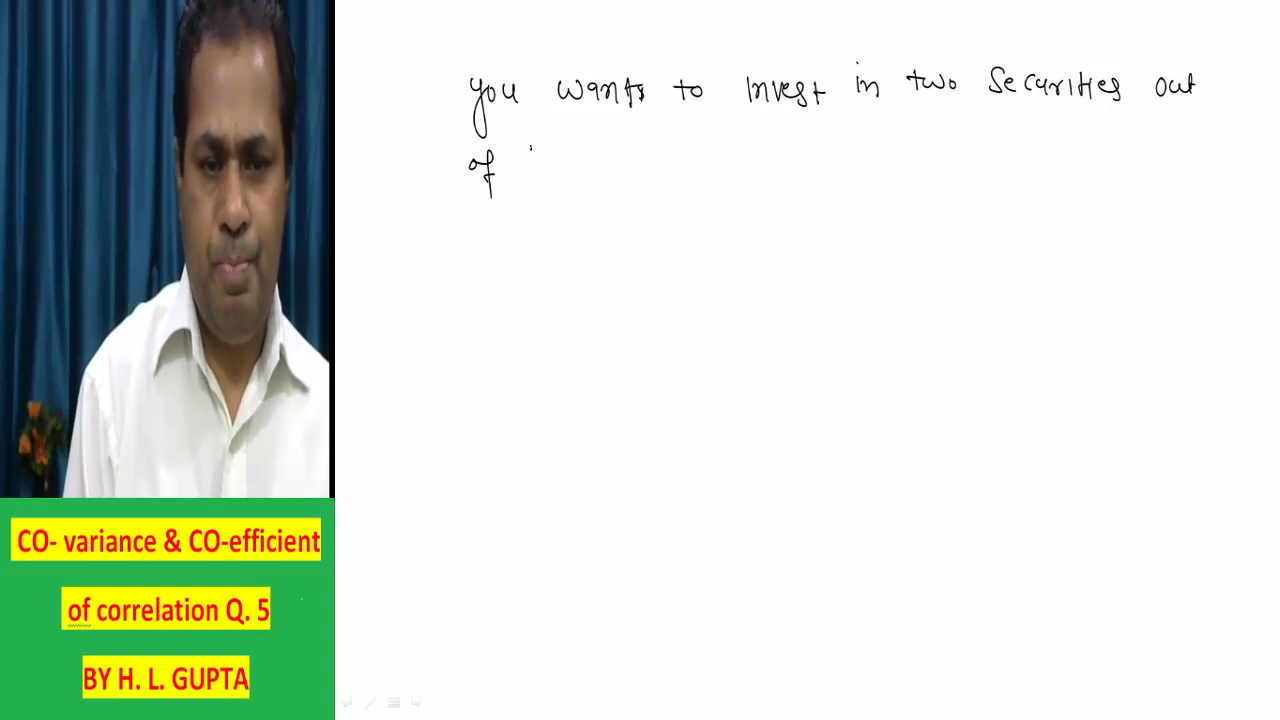 you wants to Invest in two Securities out
of
CO- variance & CO-efficient
of correlation Q. 5
BY H. L. GUPTA